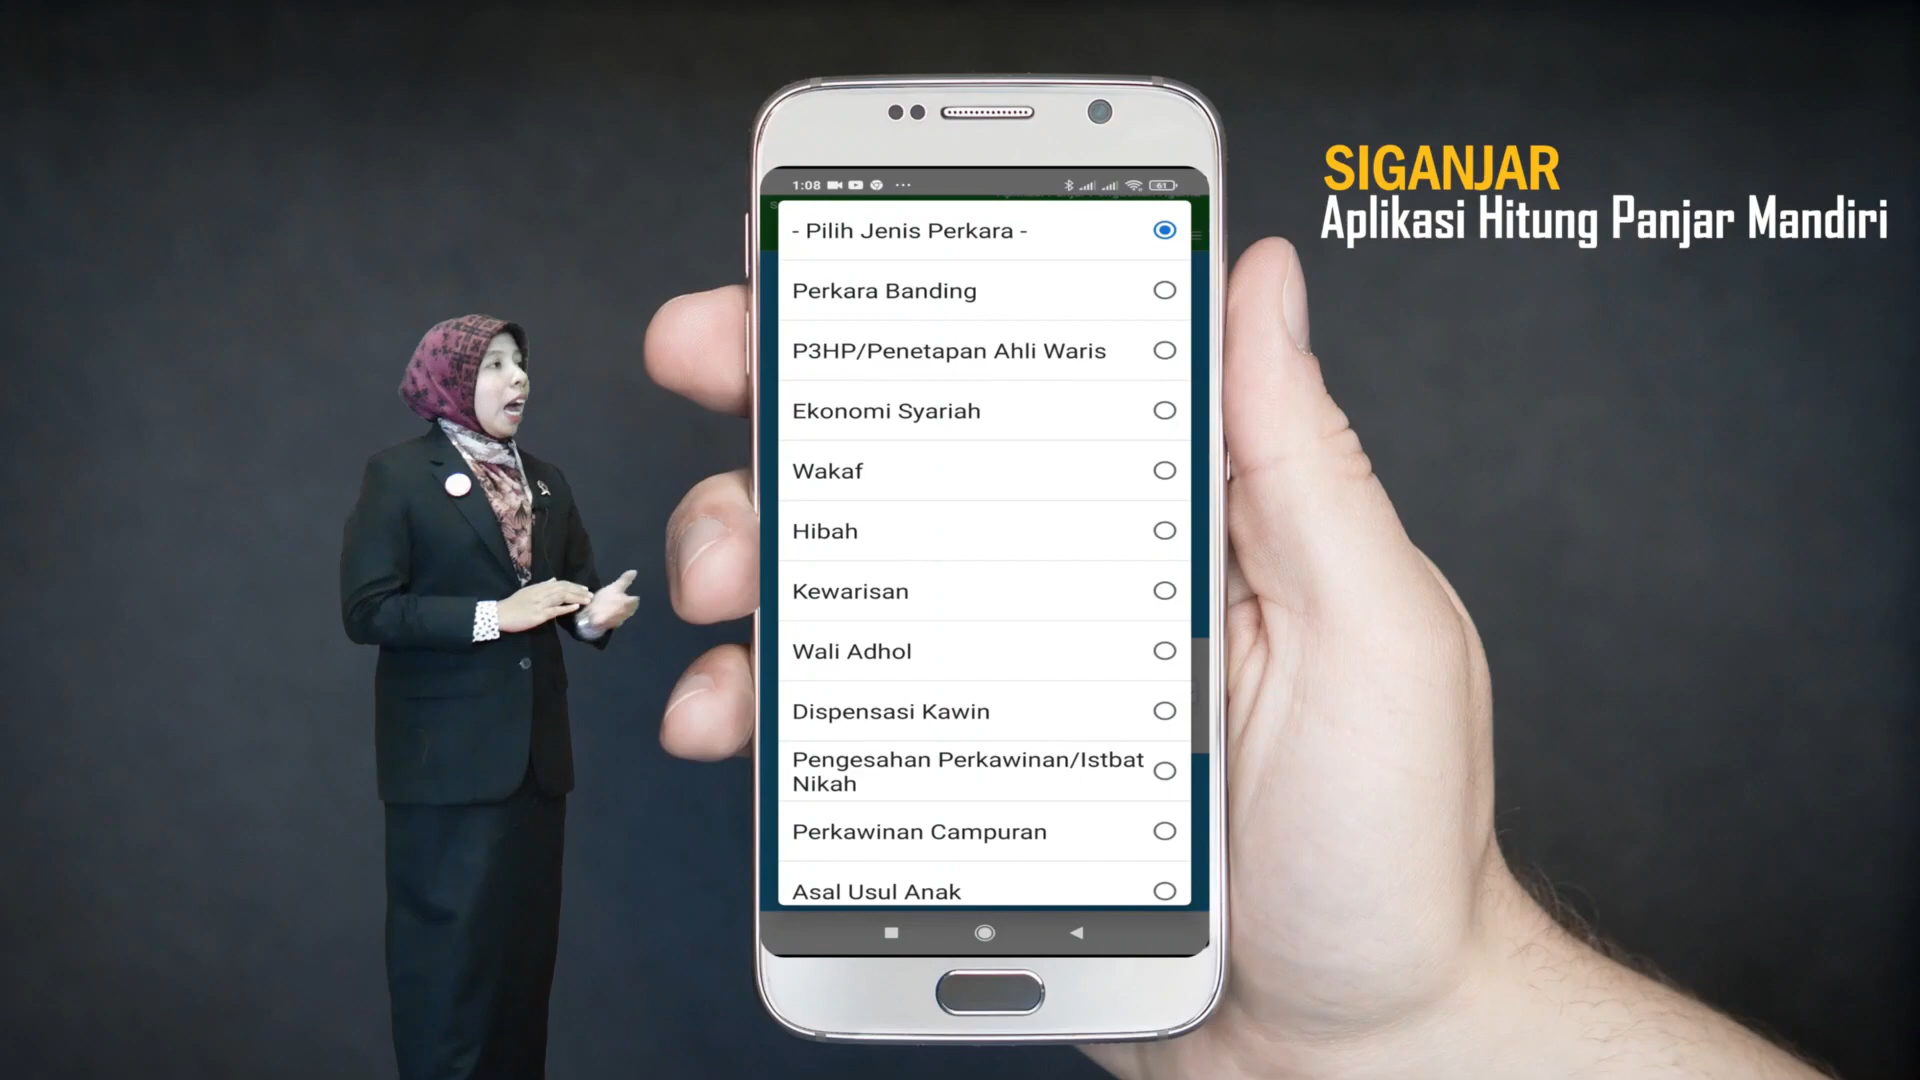 SIGANJAR
Aplikasi Hitung Panjar Mandiri
1:08
61
- Pilih Jenis Perkara -
Perkara Banding
P3HP/Penetapan Ahli Waris
Ekonomi Syariah
Wakaf
Hibah
Kewarisan
Wali Adhol
Dispensasi Kawin
Pengesahan Perkawinan/Istbat
Nikah
Perkawinan Campuran
Asal Usul Anak